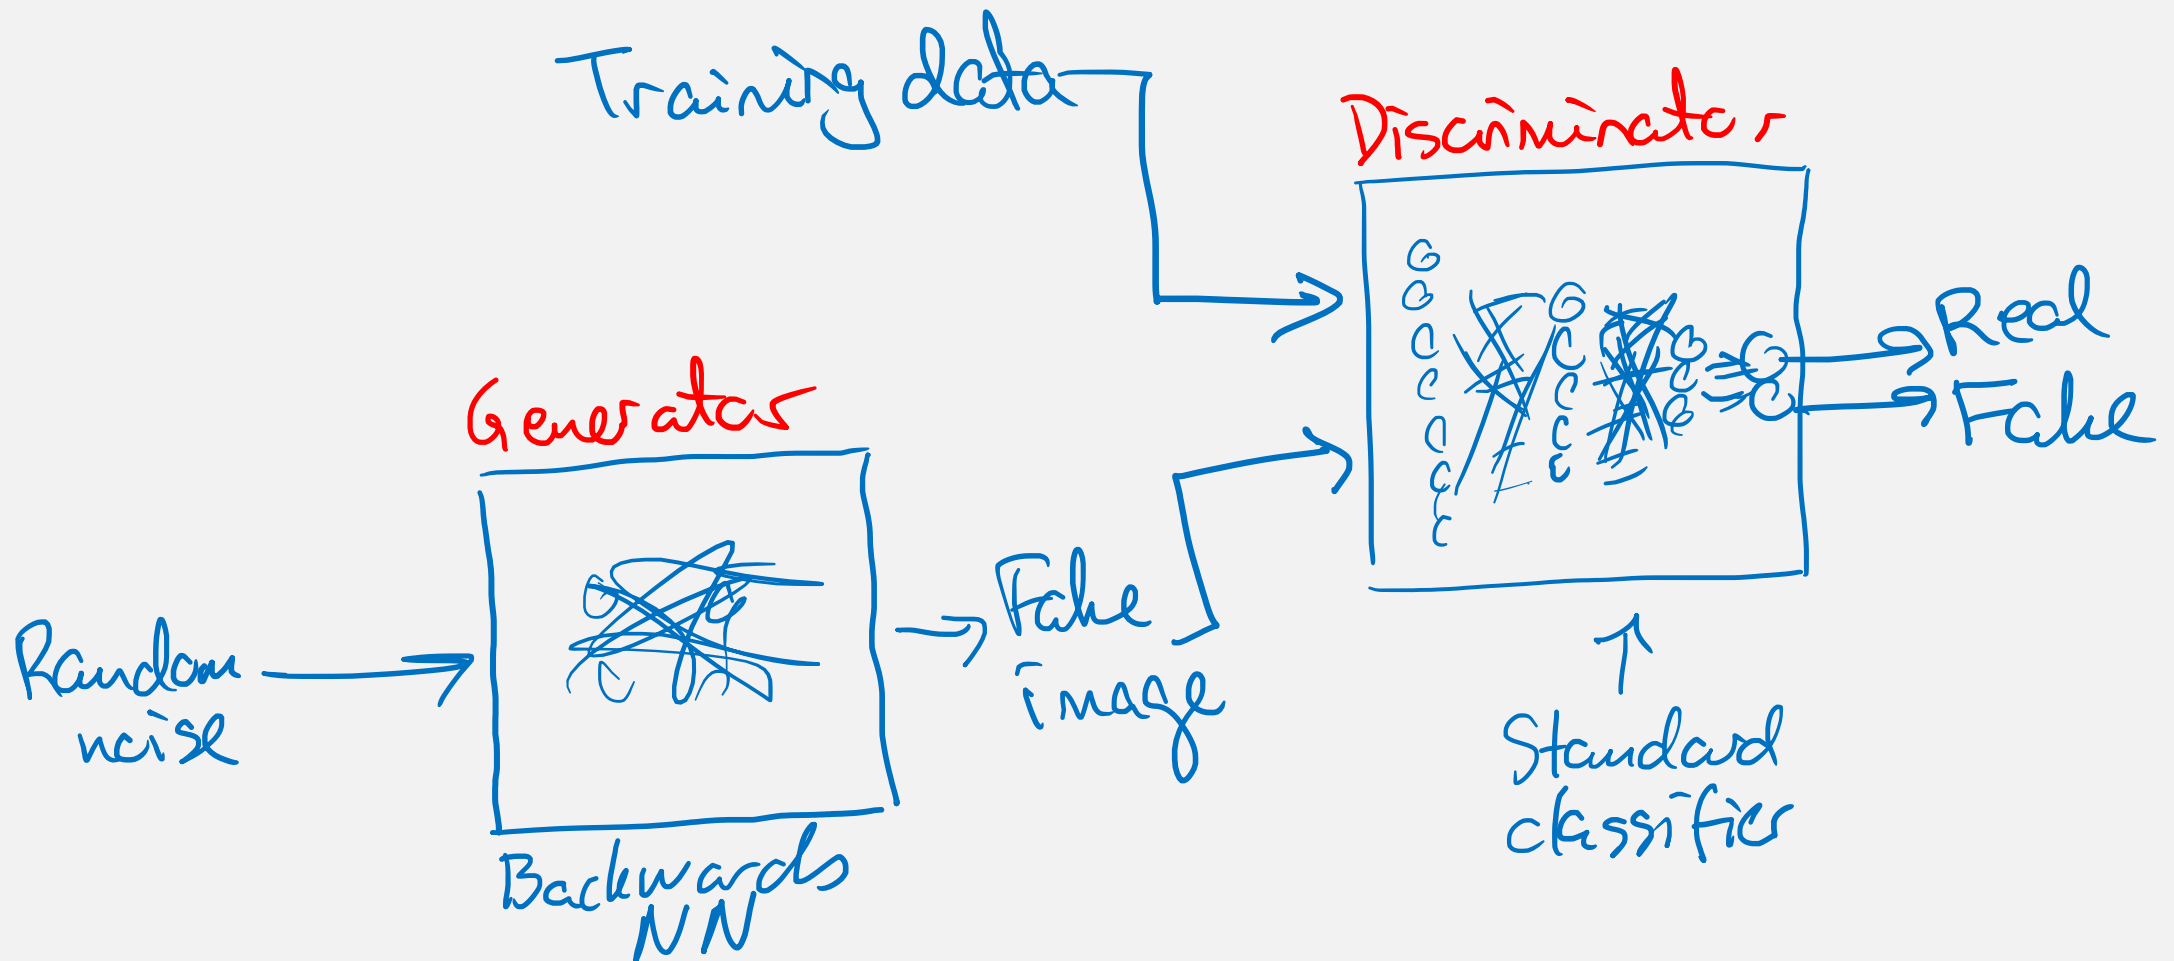 Training data
Discriminator
Real
Fake
Generator
Random
noise
Fake
image
Standard
classifier
Backwards
NN